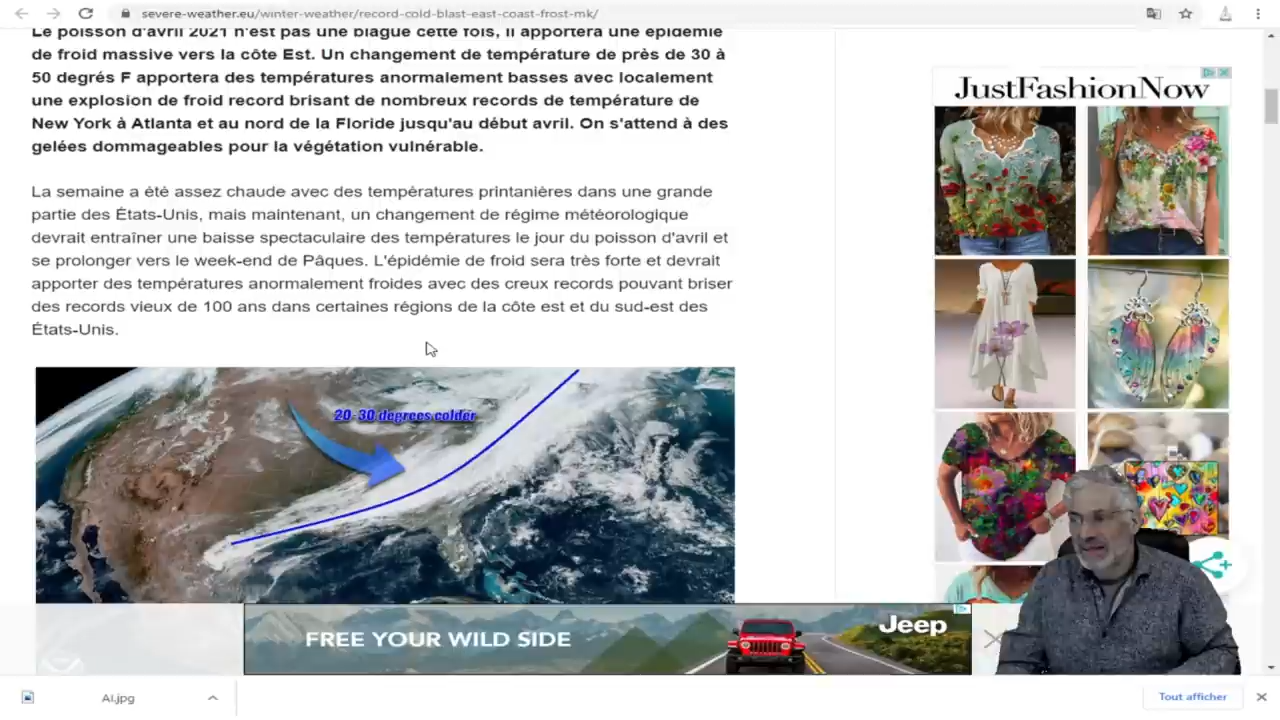 severe-weather.eu/winter-weather/record-cold-blast-east-coast-frost-mk/
Le poisson d'avril 2021 n'est pas une blague cette fois, il apportera une épidémie
de froid massive vers la côte Est. Un changement de température de près de 30 à
50 degrés F apportera des températures anormalement basses avec localement
une explosion de froid record brisant de nombreux records de température de
New York à Atlanta et au nord de la Floride jusqu'au début avril. On s'attend à des
gelées dommageables pour la végétation vulnérable.
La semaine a été assez chaude avec des températures printanières dans une grande
partie des États-Unis, mais maintenant, un changement de régime météorologique
devrait entraîner une baisse spectaculaire des températures le jour du poisson d'avril et
se prolonger vers le week-end de Pâques. L'épidémie de froid sera très forte et devrait
apporter des températures anormalement froides avec des creux records pouvant briser
des records vieux de 100 ans dans certaines régions de la côte est et du sud-est des
États-Unis.
20-30 degrees colder
JustFashionNow
FREE YOUR WILD SIDE
Jeep
AI.jpg
Tout afficher